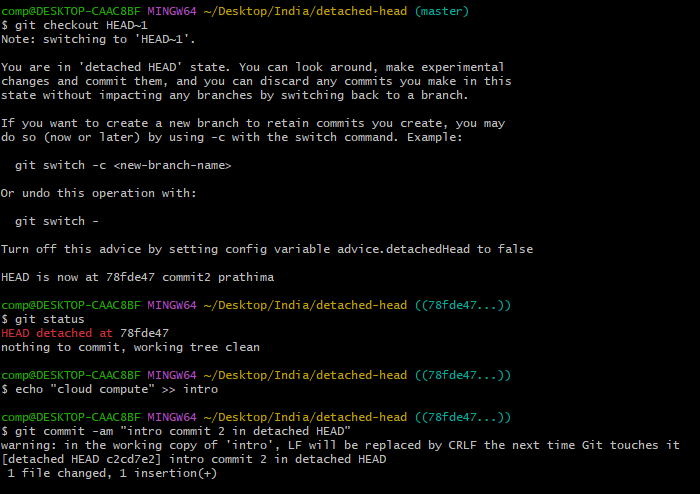 comp@DESKTOP-CAAC8BF MINGW64 ~/Desktop/India/detached-head (master)
$ git checkout HEAD~1
Note: switching to 'HEAD~1'.

You are in 'detached HEAD' state. You can look around, make experimental
changes and commit them, and you can discard any commits you make in this
state without impacting any branches by switching back to a branch.

If you want to create a new branch to retain commits you create, you may
do so (now or later) by using -c with the switch command. Example:

  git switch -c <new-branch-name>

Or undo this operation with:

  git switch -

Turn off this advice by setting config variable advice.detachedHead to false

HEAD is now at 78fde47 commit2 prathima

comp@DESKTOP-CAAC8BF MINGW64 ~/Desktop/India/detached-head ((78fde47...))
$ git status
HEAD detached at 78fde47
nothing to commit, working tree clean

comp@DESKTOP-CAAC8BF MINGW64 ~/Desktop/India/detached-head ((78fde47...))
$ echo "cloud compute" >> intro

comp@DESKTOP-CAAC8BF MINGW64 ~/Desktop/India/detached-head ((78fde47...))
$ git commit -am "intro commit 2 in detached HEAD"
warning: in the working copy of 'intro', LF will be replaced by CRLF the next time Git touches it
[detached HEAD c2cd7e2] intro commit 2 in detached HEAD
 1 file changed, 1 insertion(+)